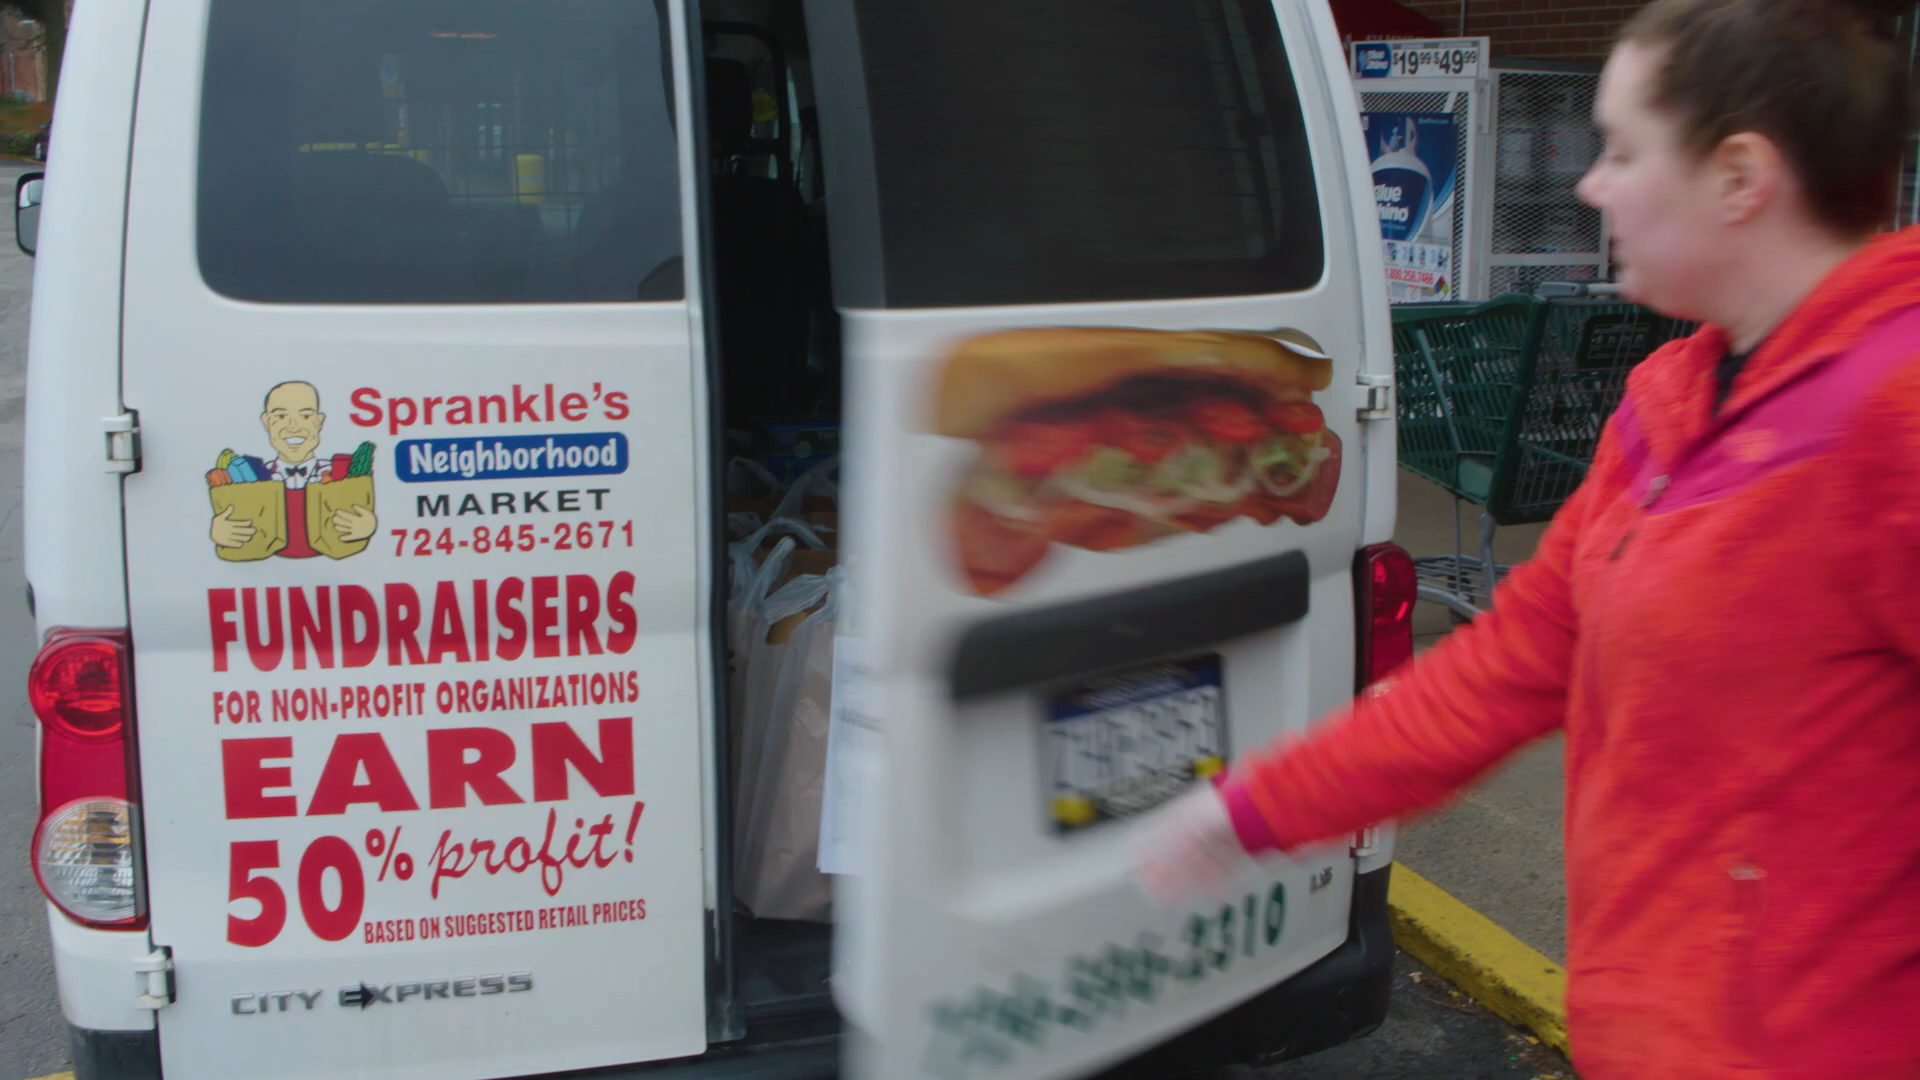 Sprankle's
Neighborhood
MARKET
724-845-2671
FUNDRAISERS
FOR NON-PROFIT ORGANIZATIONS
EARN
50% profit!
BASED ON SUGGESTED RETAIL PRICES
CITY EXPRESS
$19 99 $49 99
2310